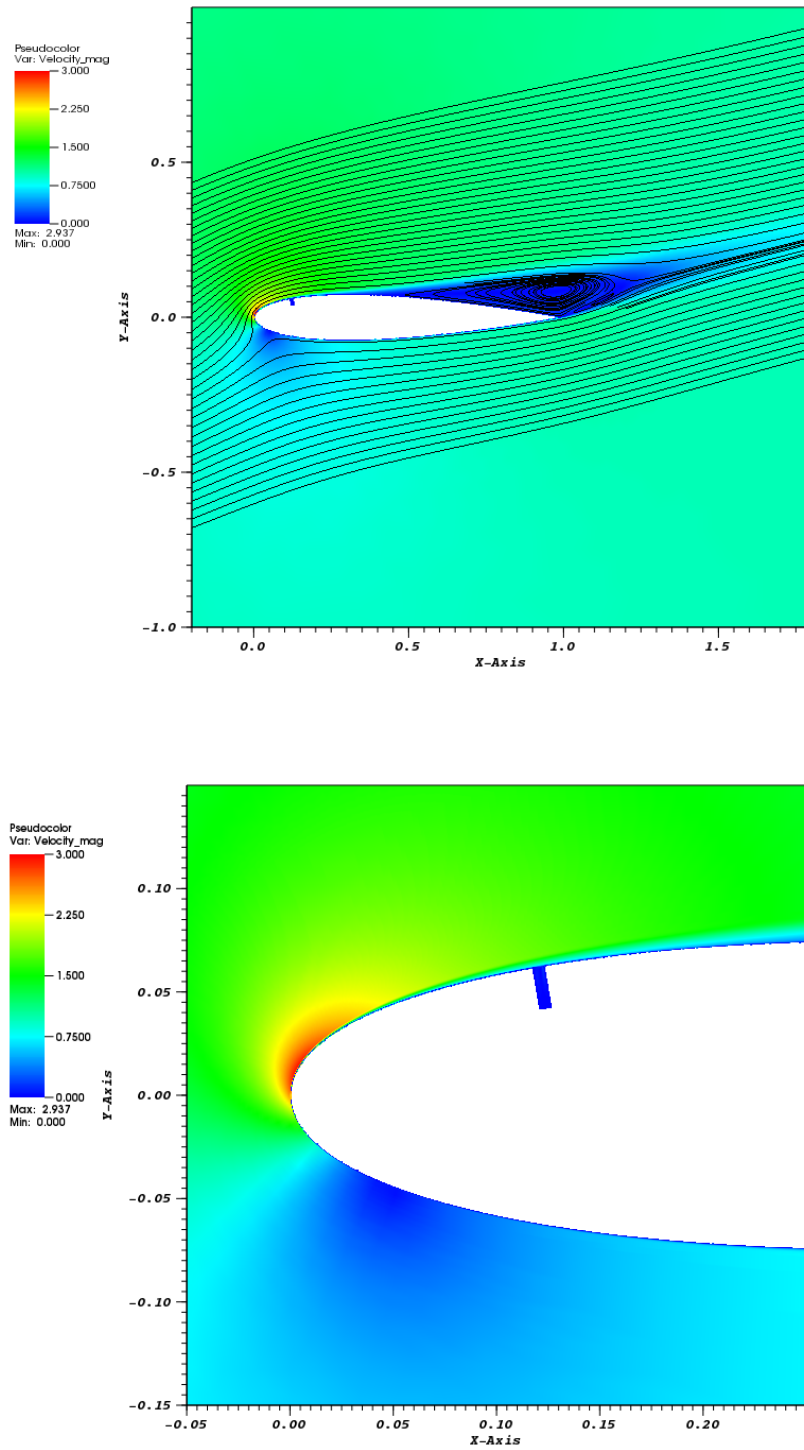 Pseudocolor
Var: Velocity_mag
3.000
2.250
1.500
0.7500
0.000
Max: 2.937
Min: 0.000
0.5
0.0
-0.5
-1.0
Y-Axis
0.0 0.5 1.0 1.5
X-Axis
Pseudocolor
Var: Velocity_mag
3.000
2.250
1.500
0.7500
0.000
Max: 2.937
Min: 0.000
0.10
0.05
0.00
-0.05
-0.10
-0.15
Y-Axis
-0.05 0.00 0.05 0.10 0.15 0.20
X-Axis